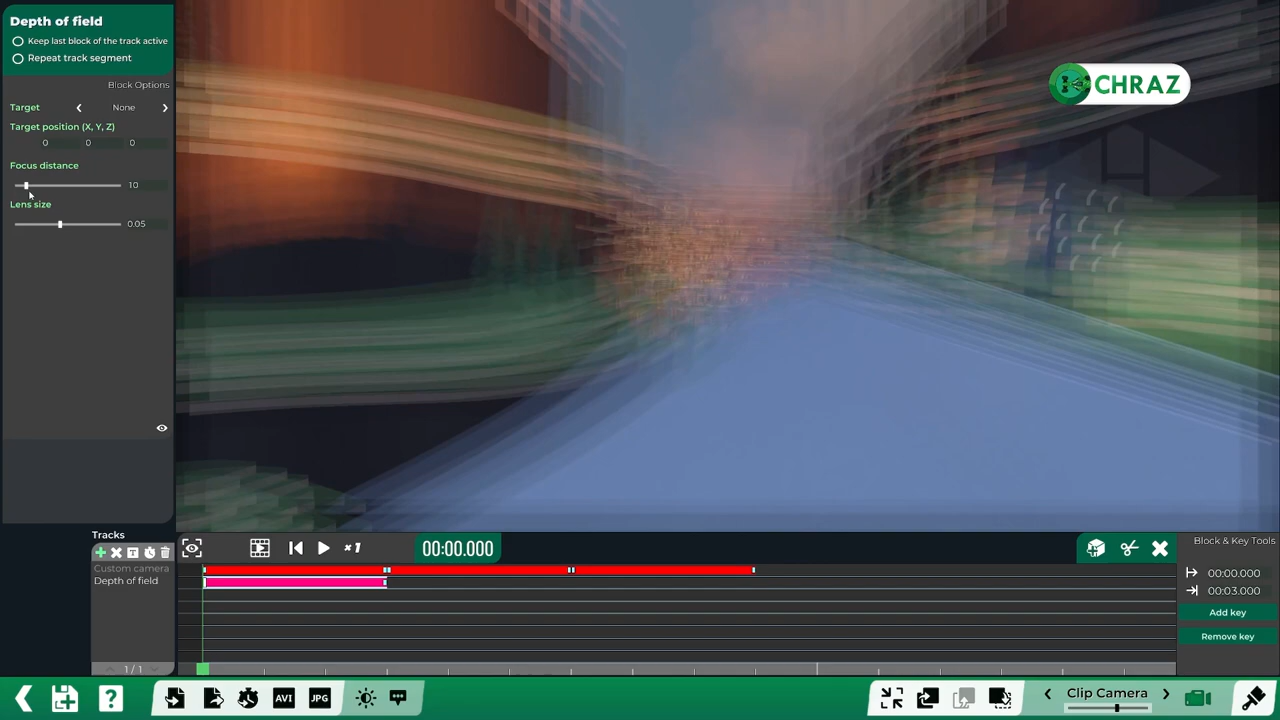 Depth of field
Keep last block of the track active
Repeat track segment
Block Options
Target
None
Target position (X, Y, Z)
0 0 0
Focus distance
10
Lens size
0.05
CHRAZ
Tracks
Custom camera
Depth of field
1 / 1
× 1
00:00.000
Block & Key Tools
00:00.000
00:03.000
Add key
Remove key
?
AVI
JPG
Clip Camera